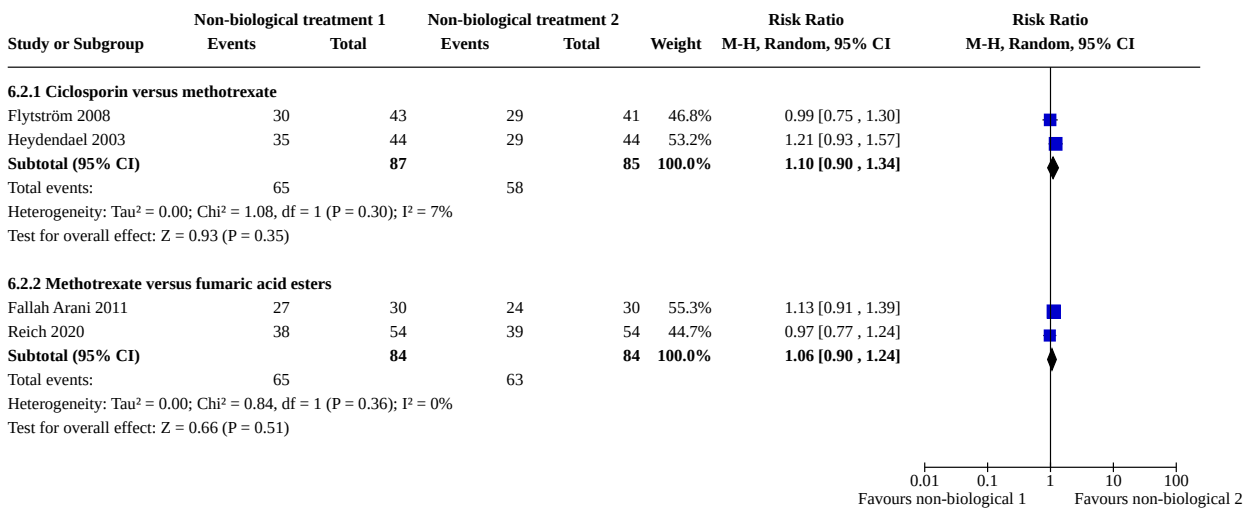 Non-biological treatment 1 Non-biological treatment 2 Risk Ratio Risk Ratio
Study or Subgroup Events Total Events Total Weight M-H, Random, 95% CI M-H, Random, 95% CI
6.2.1 Ciclosporin versus methotrexate
Flytström 2008 30 43 29 41 46.8% 0.99 [0.75 , 1.30]
Heydendael 2003 35 44 29 44 53.2% 1.21 [0.93 , 1.57]
Subtotal (95% CI) 87 85 100.0% 1.10 [0.90 , 1.34]
Total events: 65 58
Heterogeneity: Tau² = 0.00; Chi² = 1.08, df = 1 (P = 0.30); I² = 7%
Test for overall effect: Z = 0.93 (P = 0.35)
6.2.2 Methotrexate versus fumaric acid esters
Fallah Arani 2011 27 30 24 30 55.3% 1.13 [0.91 , 1.39]
Reich 2020 38 54 39 54 44.7% 0.97 [0.77 , 1.24]
Subtotal (95% CI) 84 84 100.0% 1.06 [0.90 , 1.24]
Total events: 65 63
Heterogeneity: Tau² = 0.00; Chi² = 0.84, df = 1 (P = 0.36); I² = 0%
Test for overall effect: Z = 0.66 (P = 0.51)
0.01 0.1 1 10 100
Favours non-biological 1 Favours non-biological 2